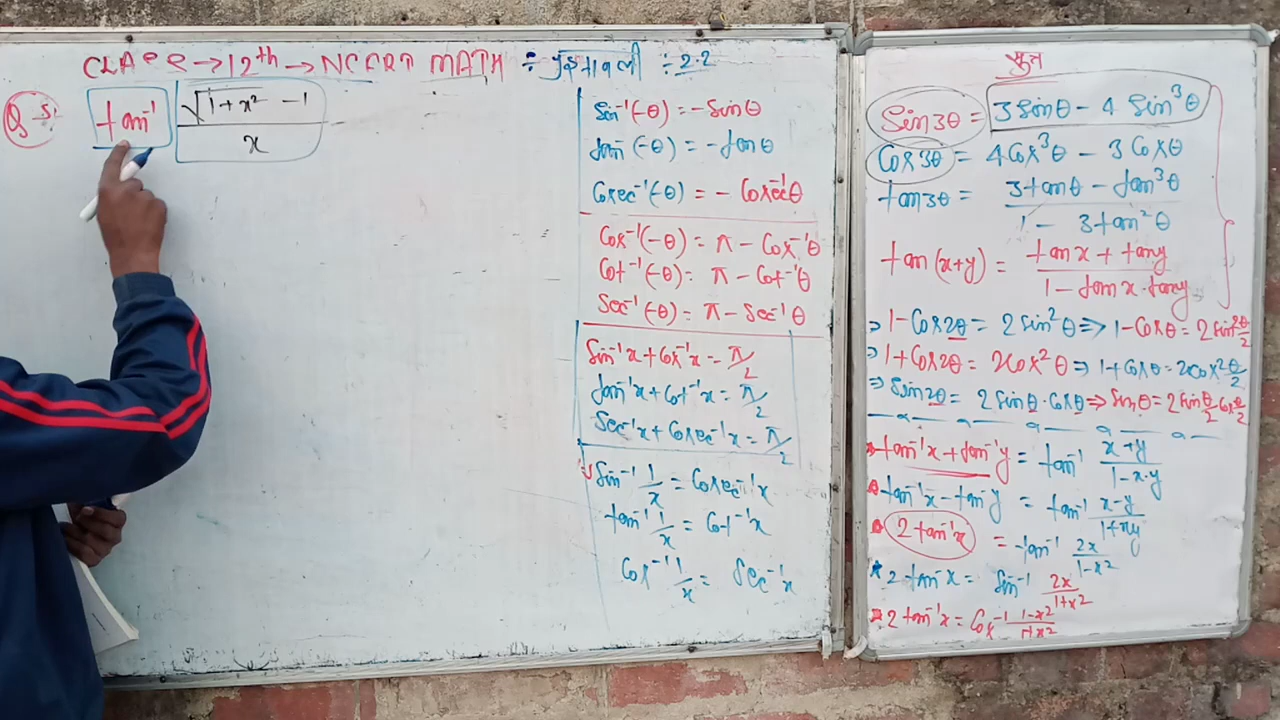 CLASS → 12th → NCERT MATH ÷ प्रश्नावली ÷ 2.2
Q 5. tan⁻¹ (√(1+x²) - 1)/x
Sin⁻¹(-θ) = -Sinθ
tan⁻¹(-θ) = -tanθ
Cosec⁻¹(-θ) = - Cosec⁻¹θ
Cos⁻¹(-θ) = π - Cos⁻¹θ
Cot⁻¹(-θ) = π - Cot⁻¹θ
Sec⁻¹(-θ) = π - Sec⁻¹θ
Sin⁻¹x + Cos⁻¹x = π/2
tan⁻¹x + Cot⁻¹x = π/2
Sec⁻¹x + Cosec⁻¹x = π/2
Sin⁻¹ 1/x = Cosec⁻¹x
tan⁻¹ 1/x = Cot⁻¹x
Cos⁻¹ 1/x = Sec⁻¹x
सूत्र
Sin3θ = 3Sinθ - 4 Sin³θ
Cos3θ = 4Cos³θ - 3Cosθ
tan3θ = (3tanθ - tan³θ)/(1 - 3tan²θ)
tan(x+y) = (tanx + tany)/(1 - tanx·tany)
⇒ 1-Cos2θ = 2Sin²θ ⇒ 1-Cosθ = 2Sin²θ/2
⇒ 1+Cos2θ = 2Cos²θ ⇒ 1+Cosθ = 2Cos²θ/2
⇒ Sin2θ = 2Sinθ·Cosθ ⇒ Sinθ = 2Sinθ/2·Cosθ/2
tan⁻¹x + tan⁻¹y = tan⁻¹ (x+y)/(1-x·y)
tan⁻¹x - tan⁻¹y = tan⁻¹ (x-y)/(1+xy)
2tan⁻¹x = tan⁻¹ 2x/(1-x²)
2tan⁻¹x = Sin⁻¹ 2x/(1+x²)
2tan⁻¹x = Cos⁻¹ (1-x²)/(1+x²)